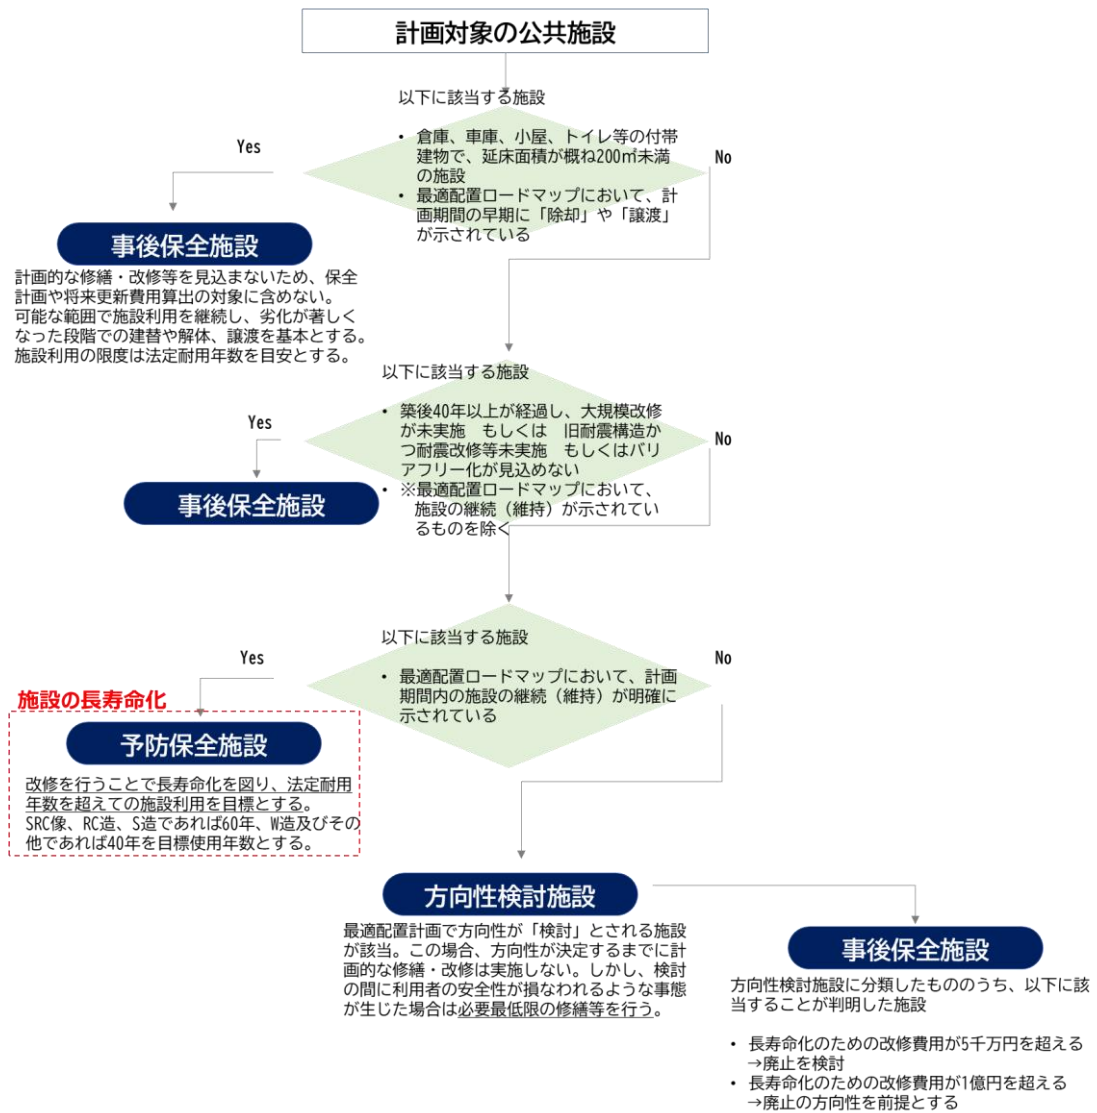 計画対象の公共施設
以下に該当する施設
• 倉庫、車庫、小屋、トイレ等の付帯
建物で、延床面積が概ね200㎡未満
の施設
• 最適配置ロードマップにおいて、計
画期間の早期に「除却」や「譲渡」
が示されている
Yes
No
事後保全施設
計画的な修繕・改修等を見込まないため、保全
計画や将来更新費用算出の対象に含めない。
可能な範囲で施設利用を継続し、劣化が著しく
なった段階での建替や解体、譲渡を基本とする。
施設利用の限度は法定耐用年数を目安とする。
以下に該当する施設
• 築後40年以上が経過し、大規模改修
が未実施　もしくは　旧耐震構造か
つ耐震改修等未実施　もしくはバリ
アフリー化が見込めない
• ※最適配置ロードマップにおいて、
施設の継続（維持）が示されてい
るものを除く
Yes
No
事後保全施設
以下に該当する施設
• 最適配置ロードマップにおいて、計画
期間内の施設の継続（維持）が明確に
示されている
Yes
No
施設の長寿命化
予防保全施設
改修を行うことで長寿命化を図り、法定耐用
年数を超えての施設利用を目標とする。
SRC像、RC造、S造であれば60年、W造及びその
他であれば40年を目標使用年数とする。
方向性検討施設
最適配置計画で方向性が「検討」とされる施設
が該当。この場合、方向性が決定するまでに計
画的な修繕・改修は実施しない。しかし、検討
の間に利用者の安全性が損なわれるような事態
が生じた場合は必要最低限の修繕等を行う。
事後保全施設
方向性検討施設に分類したもののうち、以下に該
当することが判明した施設
• 長寿命化のための改修費用が5千万円を超える
→廃止を検討
• 長寿命化のための改修費用が1億円を超える
→廃止の方向性を前提とする